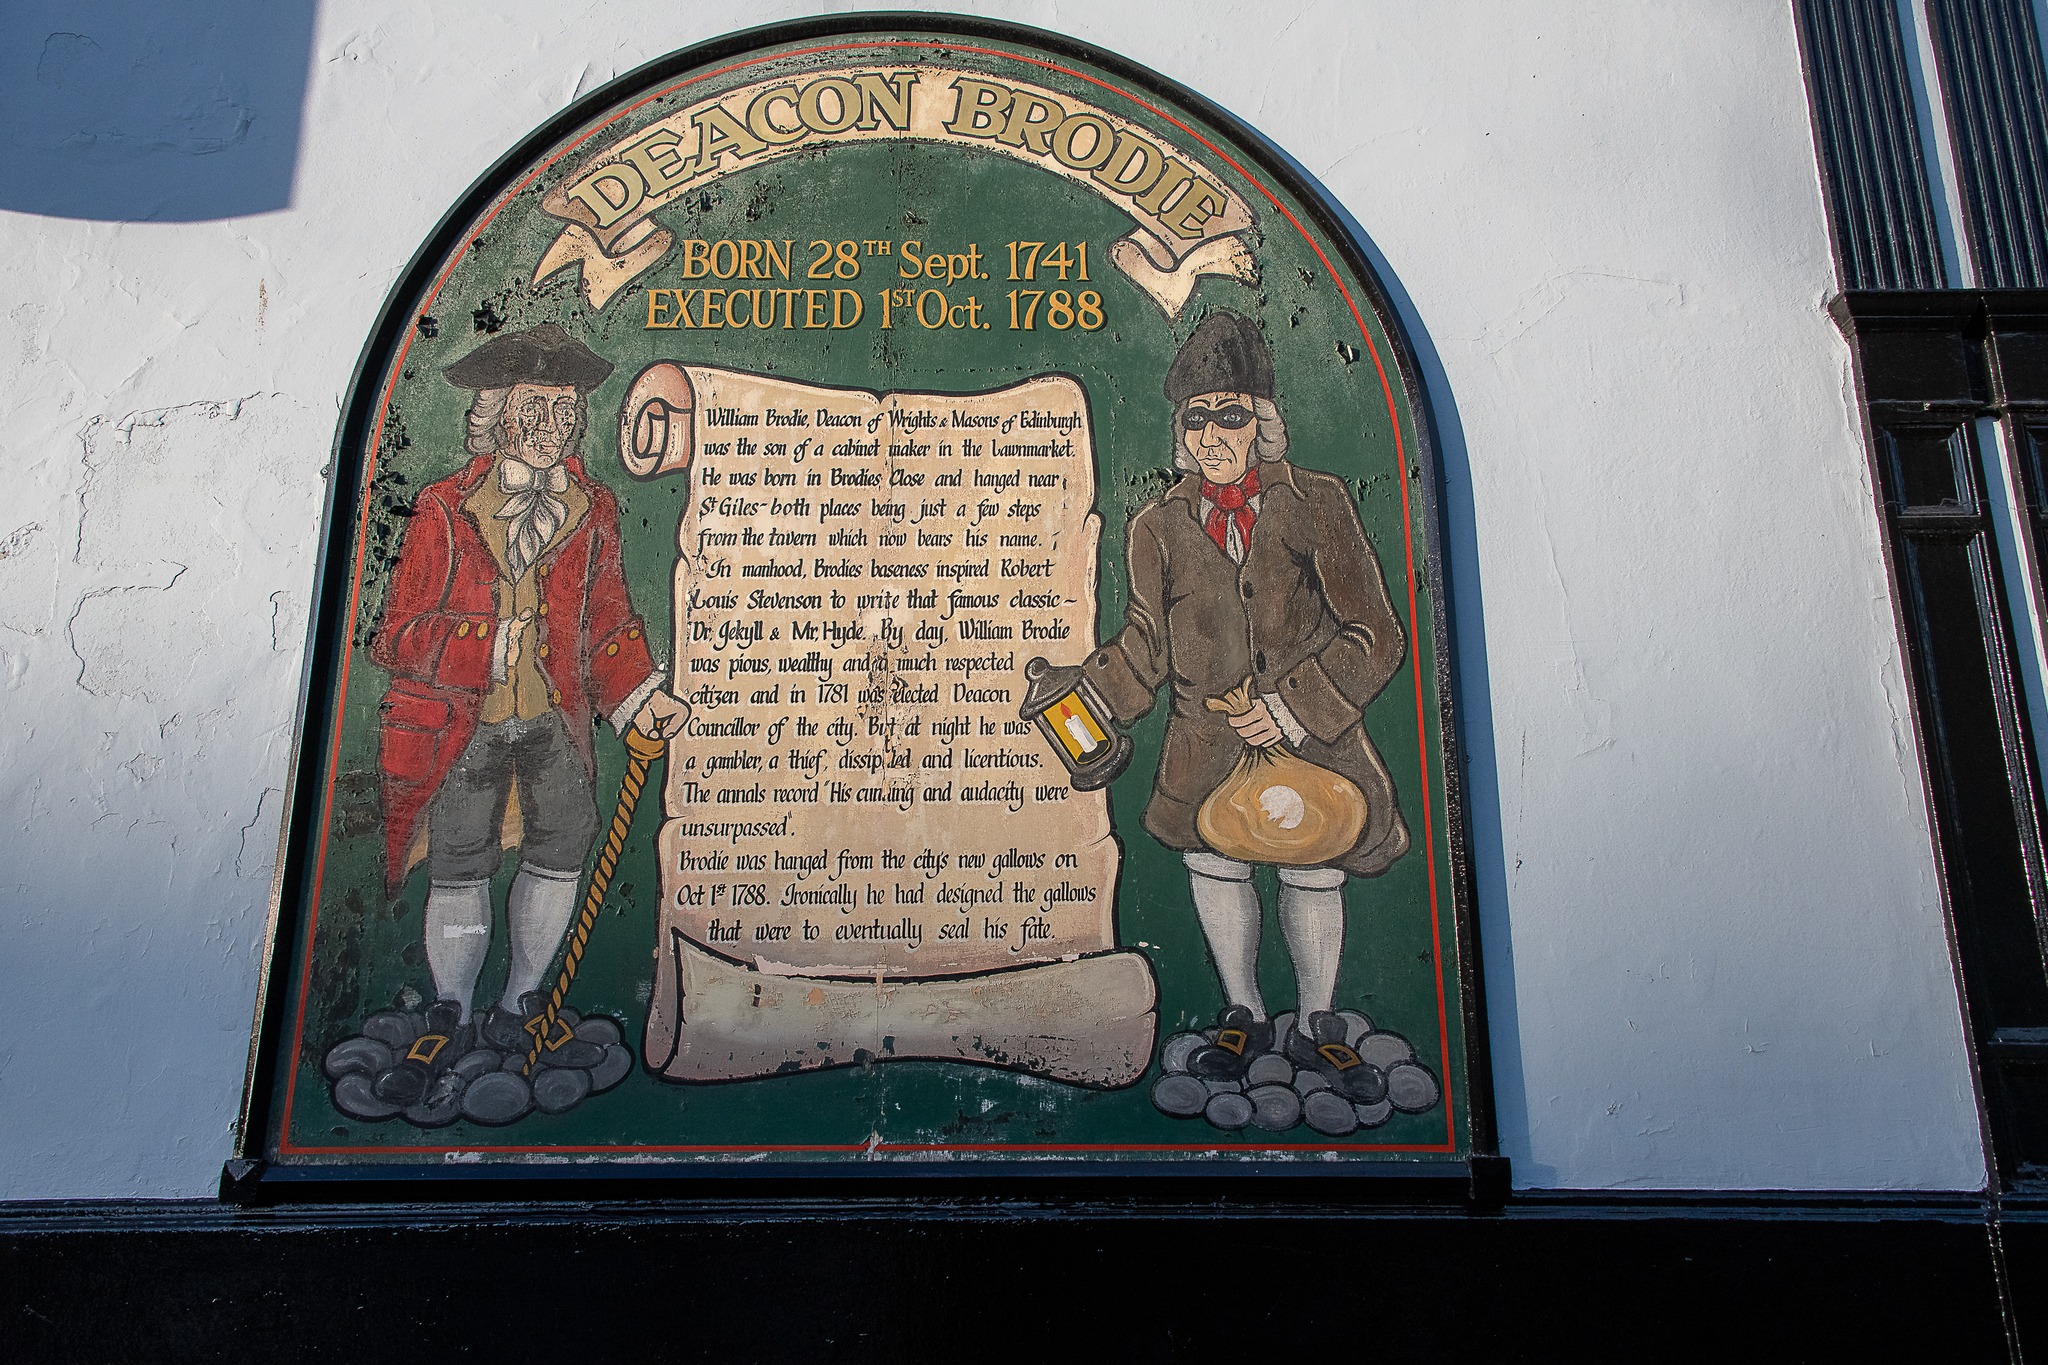 DEACON BRODIE
BORN 28TH Sept. 1741
EXECUTED 1ST Oct. 1788
William Brodie, Deacon of Wrights & Masons of Edinburgh
was the son of a cabinet maker in the Lawnmarket.
He was born in Brodies Close and hanged near
St Giles - both places being just a few steps
from the tavern which now bears his name.
In manhood, Brodies baseness inspired Robert
Louis Stevenson to write that famous classic ~
Dr, Jekyll & Mr, Hyde. By day, William Brodie
was pious, wealthy and a much respected
citizen and in 1781 was elected Deacon
Councillor of the city. But at night he was
a gambler, a thief, dissipated and licentious.
The annals record "His cunning and audacity were
unsurpassed".
Brodie was hanged from the city's new gallows on
Oct 1st 1788. Ironically he had designed the gallows
that were to eventually seal his fate.